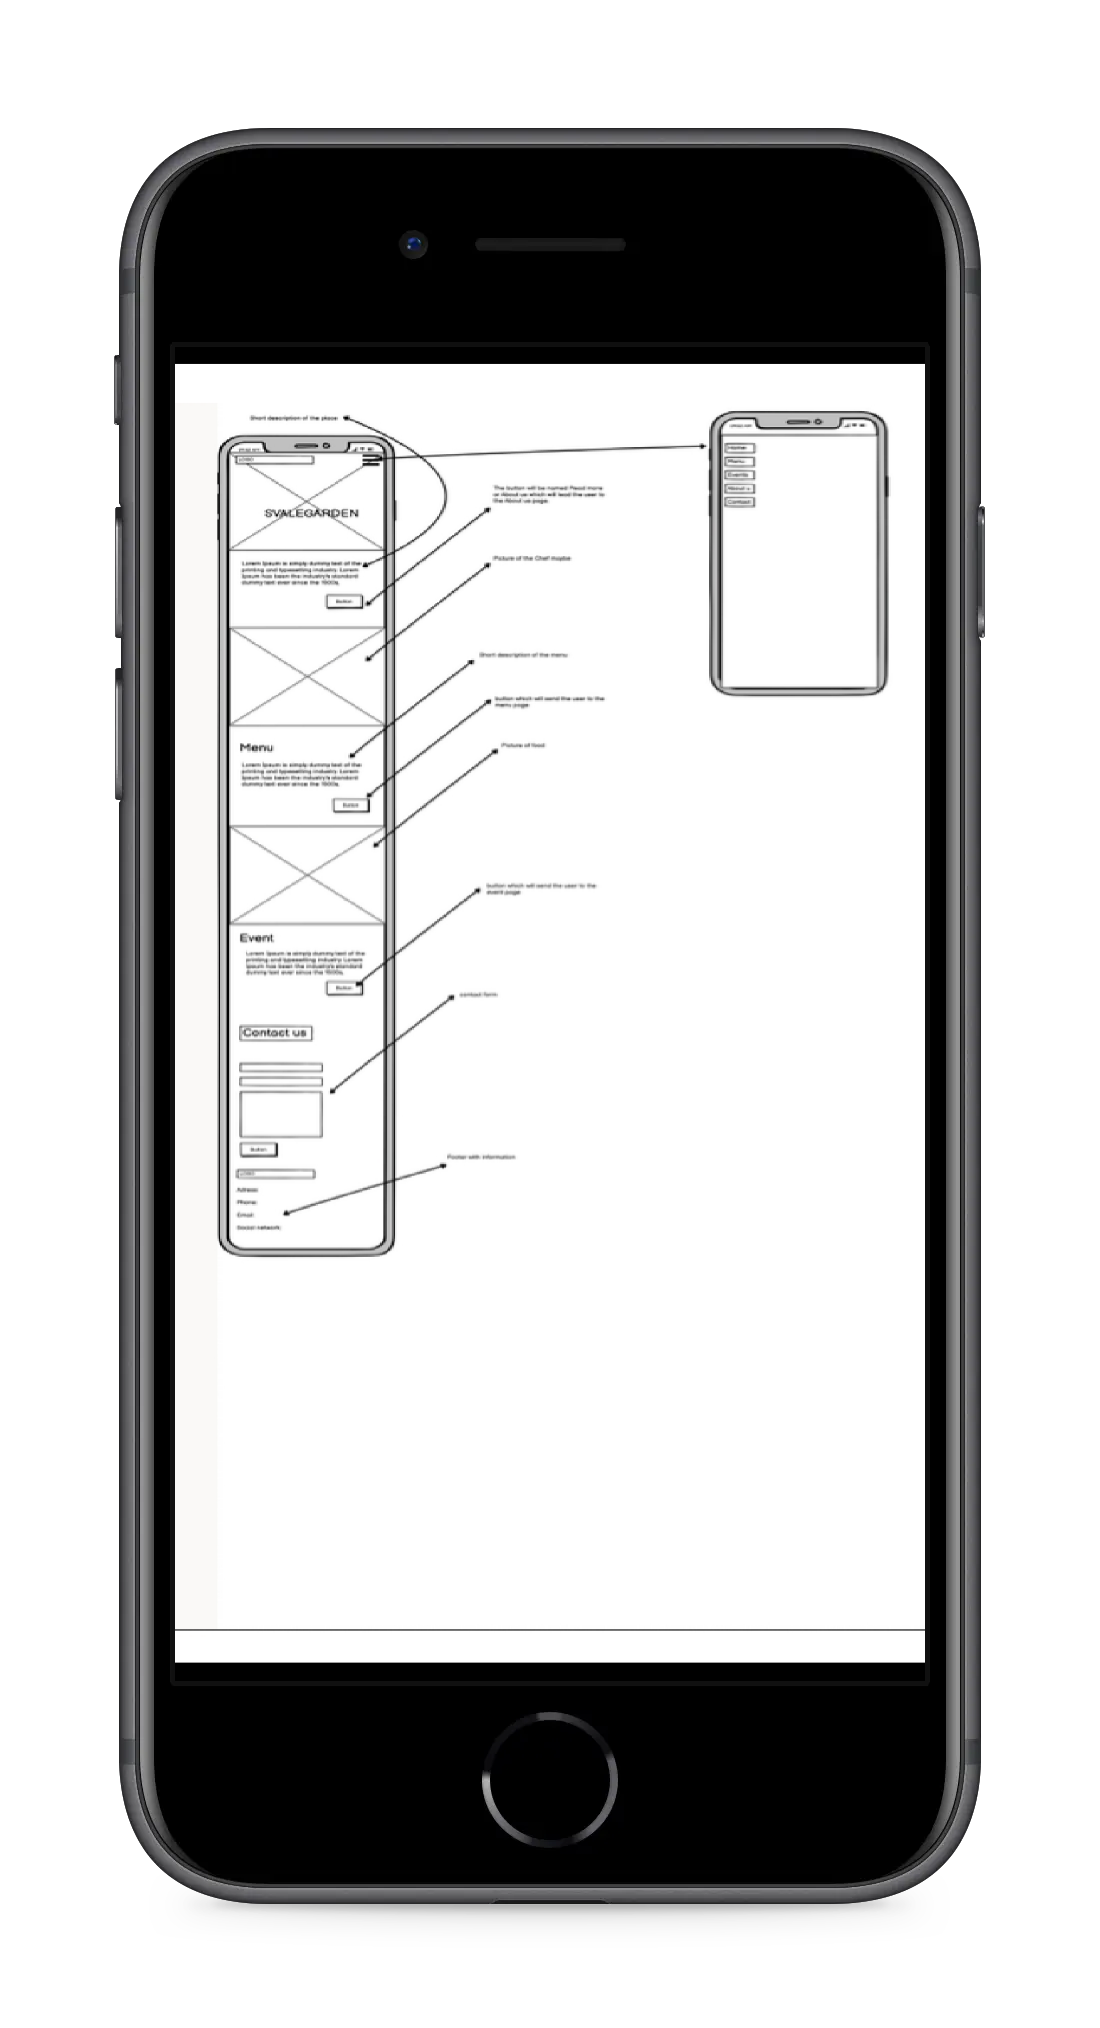 Short description of the place
LOGO
SVALEGARDEN
Lorem Ipsum is simply dummy text of the
printing and typesetting industry. Lorem
Ipsum has been the industry's standard
dummy text ever since the 1500s,
Button
The button will be named Read more
or About us which will lead the user to
the About us page
Picture of the Chef maybe
Short description of the menu
button which will send the user to the
menu page
Picture of food
Menu
Lorem Ipsum is simply dummy text of the
printing and typesetting industry. Lorem
Ipsum has been the industry's standard
dummy text ever since the 1500s,
Button
button which will send the user to the
event page
Event
Lorem Ipsum is simply dummy text of the
printing and typesetting industry. Lorem
Ipsum has been the industry's standard
dummy text ever since the 1500s,
Button
contact form
Contact us
Button
Footer with information
LOGO
Adress:
Phone:
Email:
Social network:
Home
Menu
Events
About u
Contact